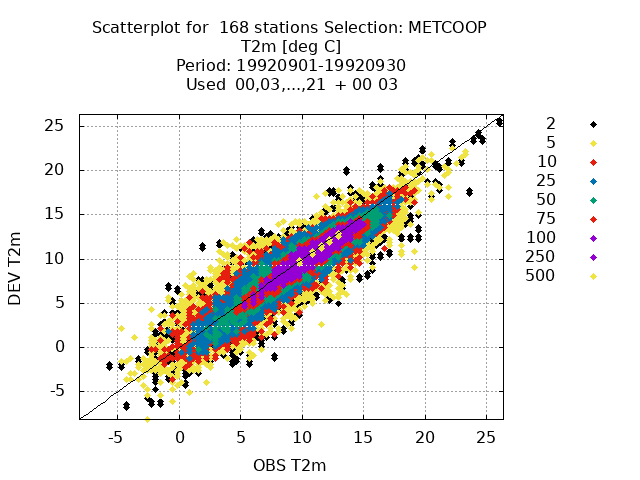 Scatterplot for  168 stations Selection: METCOOP
T2m [deg C]
Period: 19920901-19920930
Used  00,03,...,21  + 00 03
2
5
10
25
50
75
100
250
500
25
20
15
10
5
0
-5
DEV T2m
-5 0 5 10 15 20 25
OBS T2m